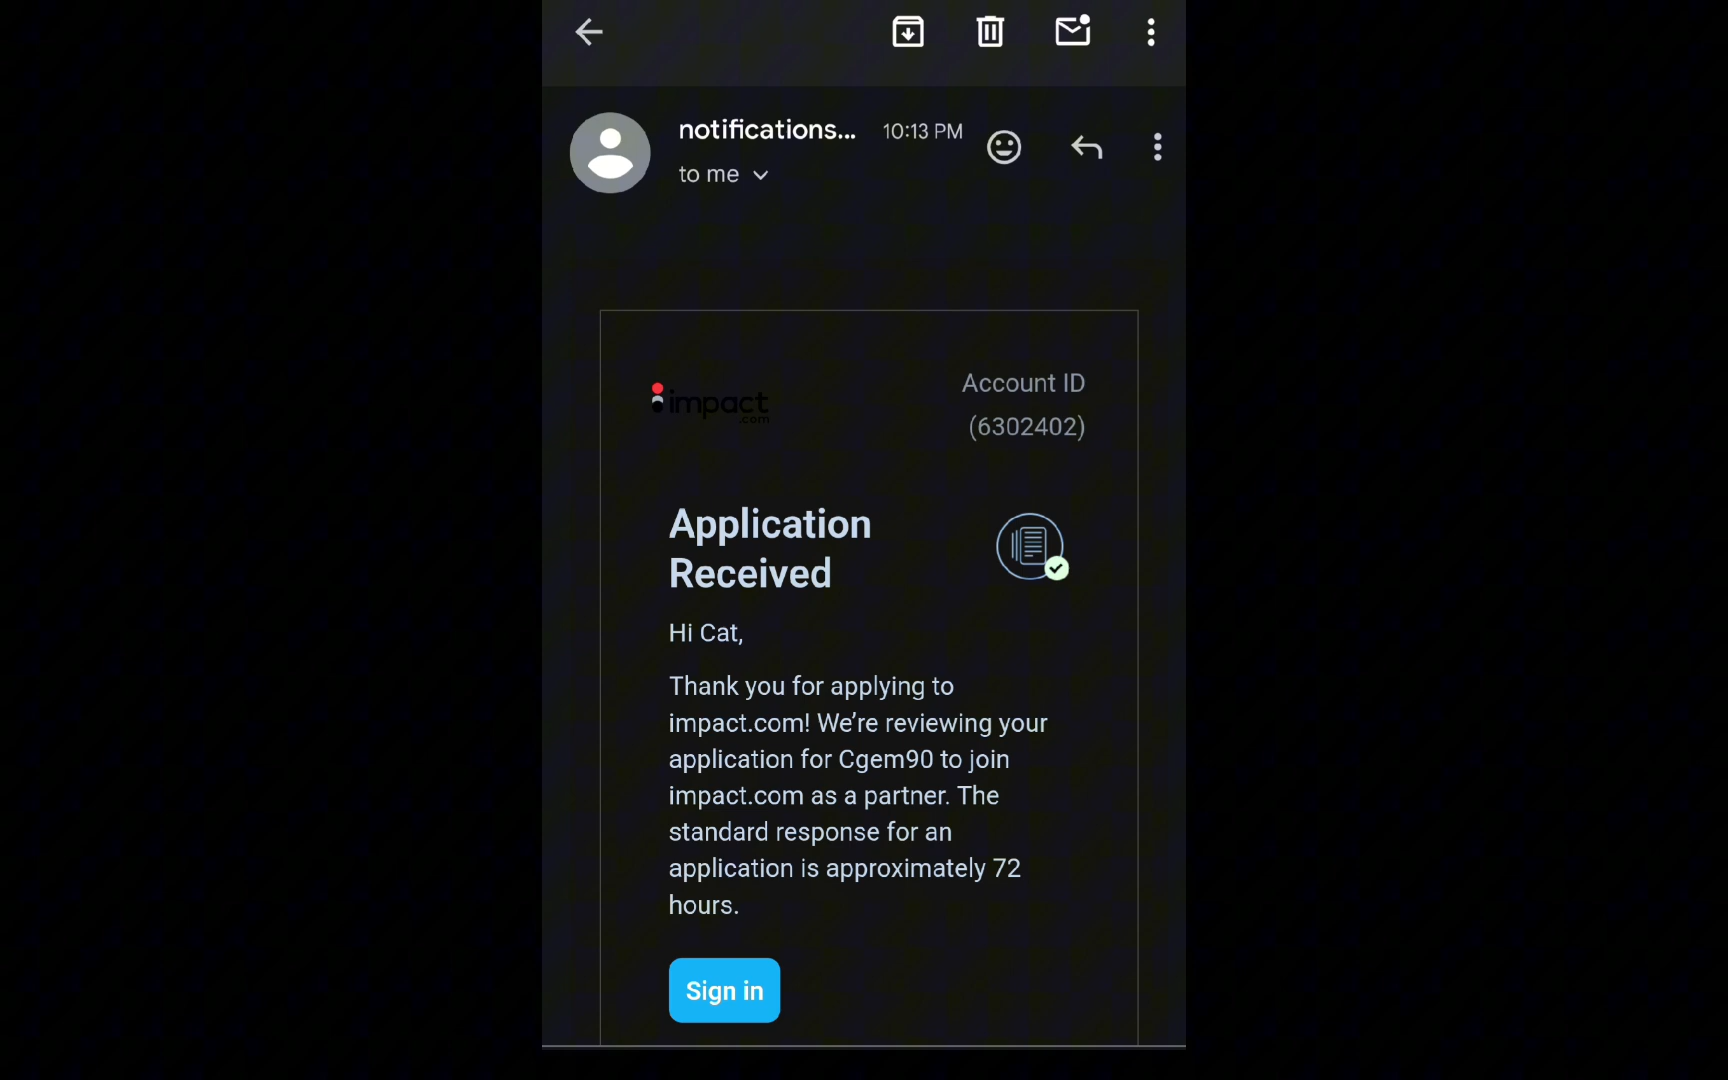 notifications... 10:13 PM
to me
impact
.com
Account ID
(6302402)
Application
Received
Hi Cat,
Thank you for applying to
impact.com! We’re reviewing your
application for Cgem90 to join
impact.com as a partner. The
standard response for an
application is approximately 72
hours.
Sign in